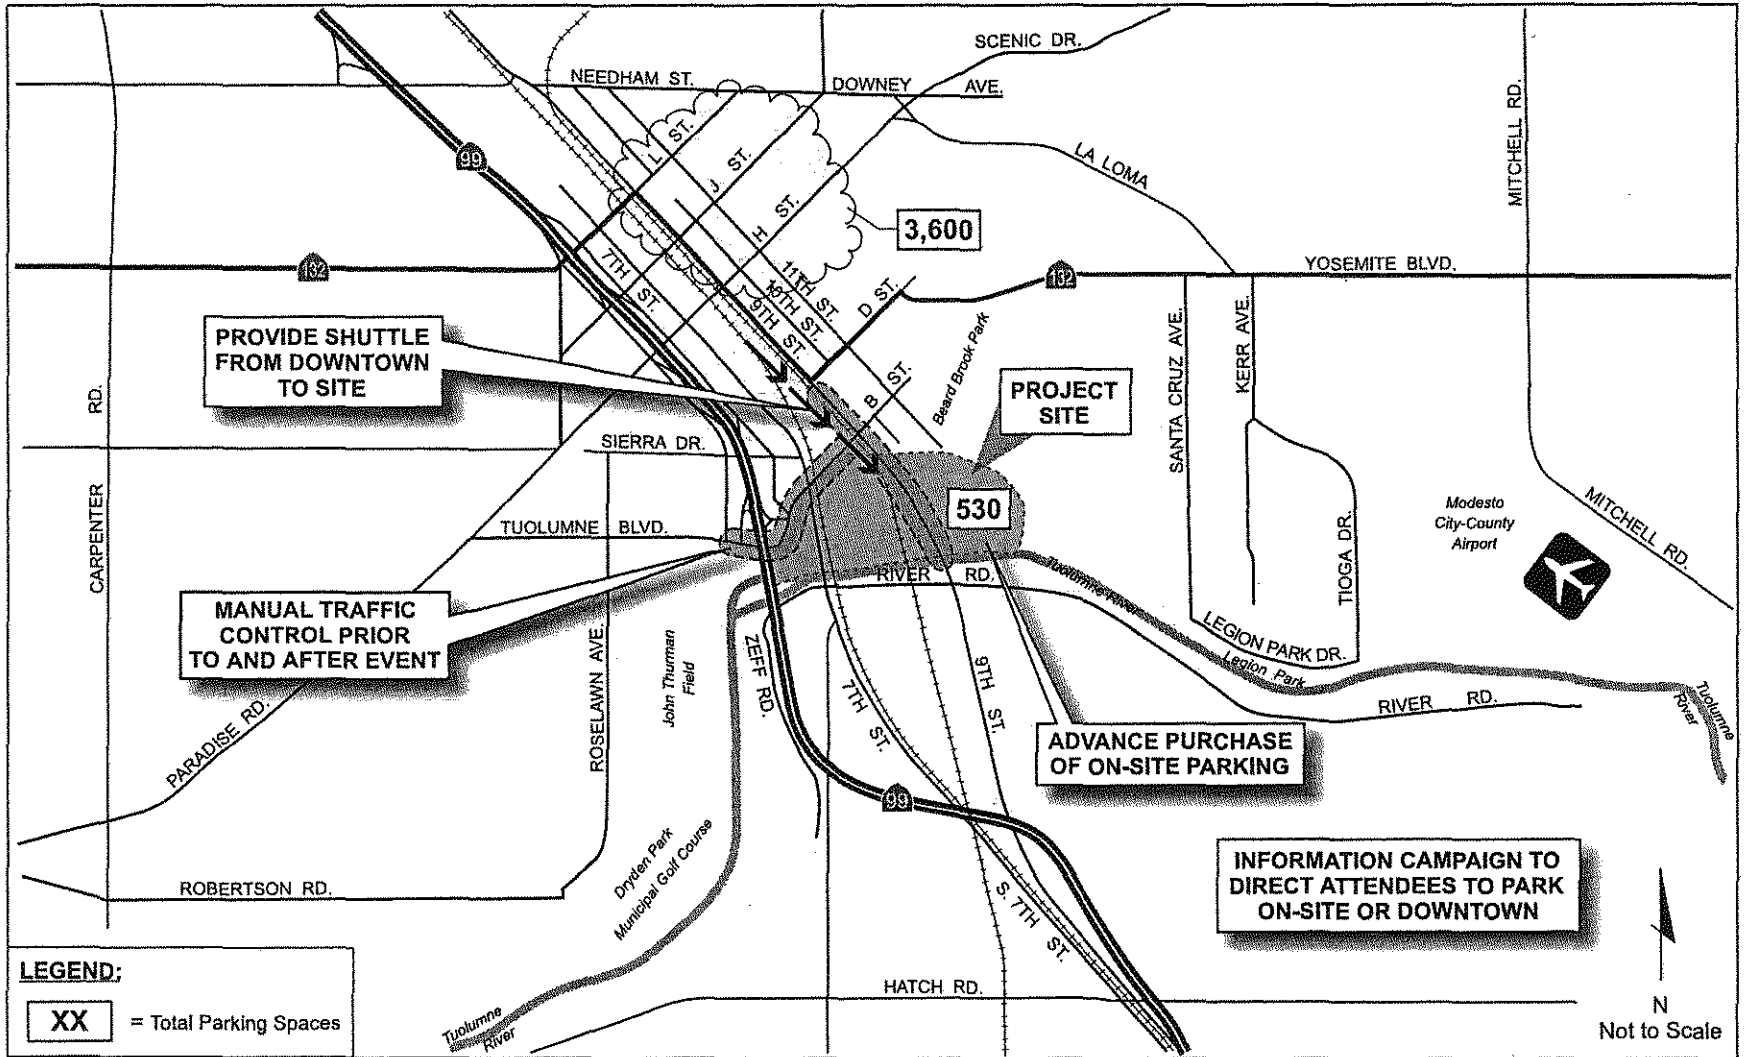 SCENIC DR.
NEEDHAM ST.
DOWNEY AVE.
MITCHELL RD.
99
L ST.
J ST.
H ST.
LA LOMA
3,600
132
7TH ST.
11TH ST.
10TH ST.
9TH ST.
D ST.
132
YOSEMITE BLVD.
PROVIDE SHUTTLE
FROM DOWNTOWN
TO SITE
B ST.
Beard Brook Park
PROJECT
SITE
SANTA CRUZ AVE.
KERR AVE.
CARPENTER RD.
SIERRA DR.
530
TUOLUMNE BLVD.
TIOGA DR.
Modesto
City-County
Airport
MITCHELL RD.
RIVER RD.
Tuolumne River
MANUAL TRAFFIC
CONTROL PRIOR
TO AND AFTER EVENT
ROSELAWN AVE.
John Thurman
Field
ZEFF RD.
7TH ST.
9TH ST.
LEGION PARK DR.
Legion Park
RIVER RD.
Tuolumne
River
PARADISE RD.
ADVANCE PURCHASE
OF ON-SITE PARKING
99
Dryden Park
Municipal Golf Course
ROBERTSON RD.
S. 7TH ST.
INFORMATION CAMPAIGN TO
DIRECT ATTENDEES TO PARK
ON-SITE OR DOWNTOWN
LEGEND:
XX = Total Parking Spaces
Tuolumne
River
HATCH RD.
N
Not to Scale